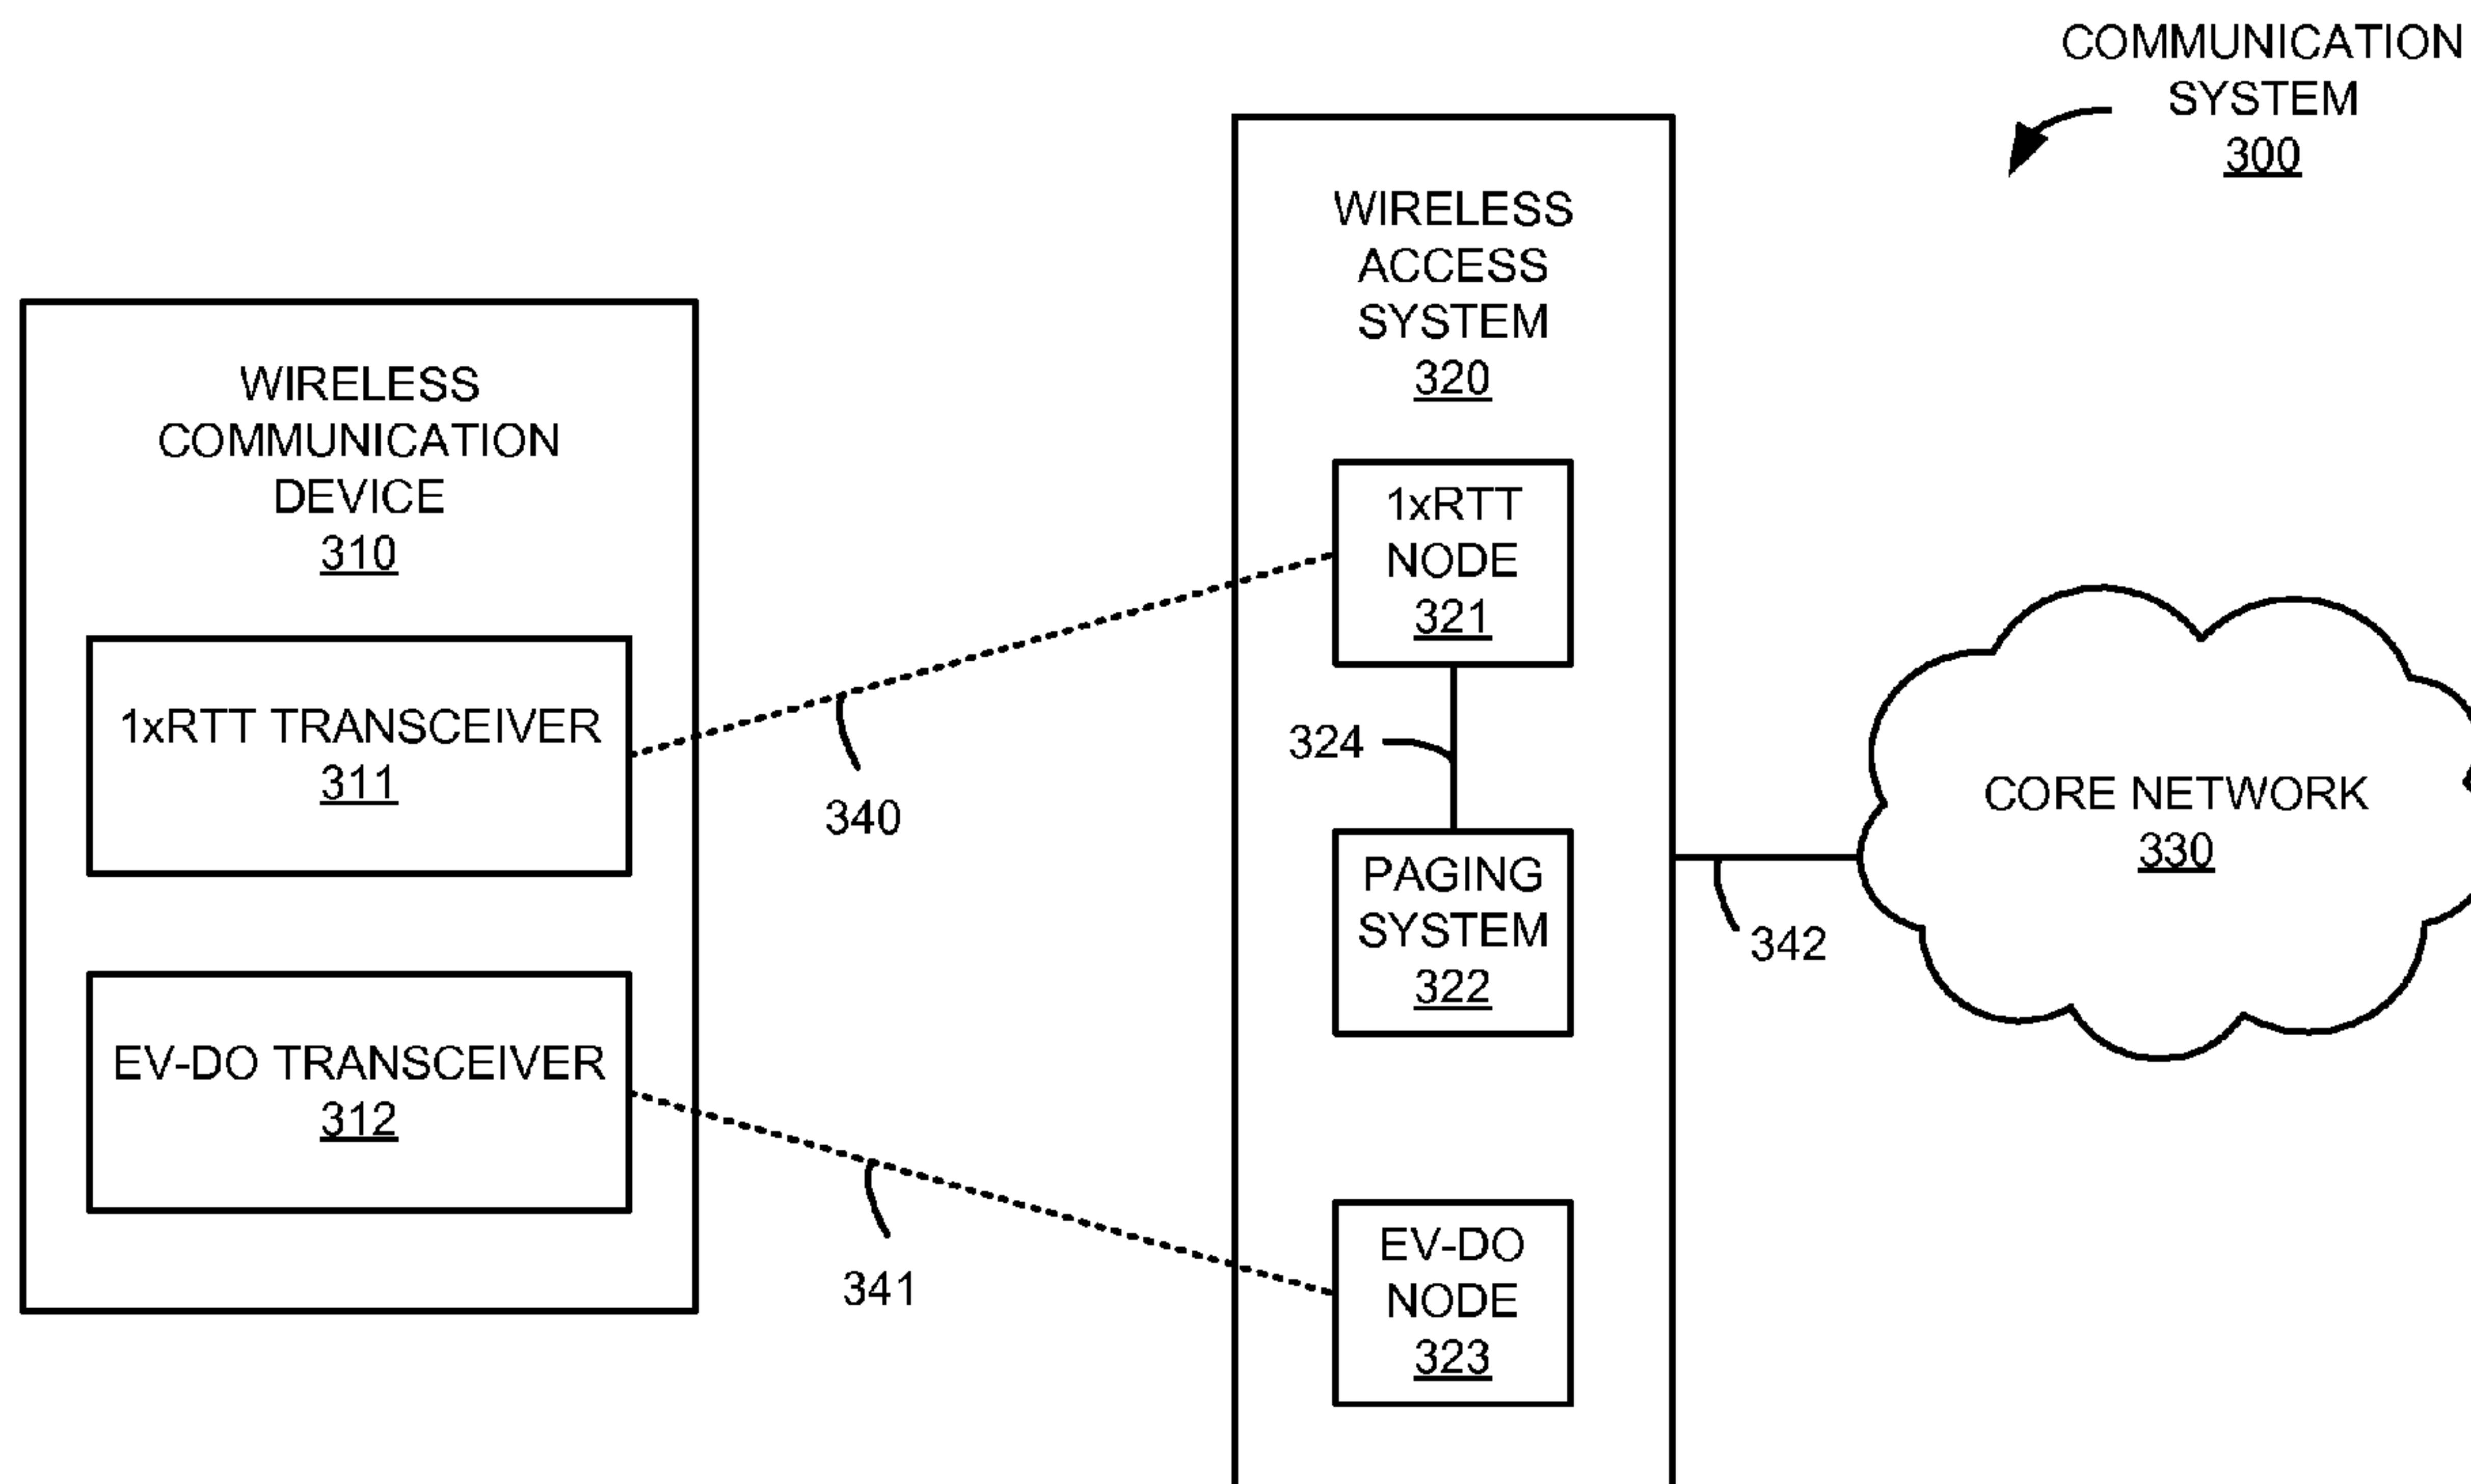 COMMUNICATION
SYSTEM
300
WIRELESS
ACCESS
SYSTEM
320
WIRELESS
COMMUNICATION
DEVICE
310
1xRTT
NODE
321
1xRTT TRANSCEIVER
311
340
324
CORE NETWORK
330
PAGING
SYSTEM
322
342
EV-DO TRANSCEIVER
312
341
EV-DO
NODE
323